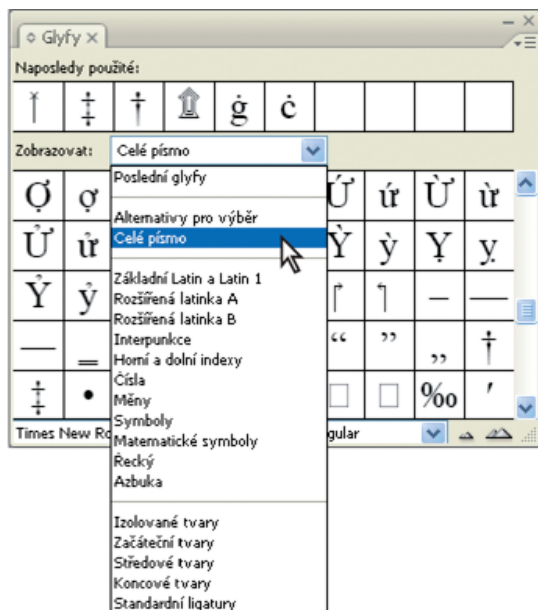 Glyfy
Naposledy použité:
† ġ ċ
Zobrazovat: Celé písmo
Poslední glyfy
Alternativy pro výběr
Celé písmo
Základní Latin a Latin 1
Rozšířená latinka A
Rozšířená latinka B
Interpunkce
Horní a dolní indexy
Čísla
Měny
Symboly
Matematické symboly
Řecký
Azbuka
Izolované tvary
Začáteční tvary
Středové tvary
Koncové tvary
Standardní ligatury
Ợ ợ Ứ ứ Ừ ừ
Ử ử Ỳ ỳ Ỵ ỵ
Ỷ ỷ
“ ” „ †
‡ • ‰ ′
Times New Ro gular